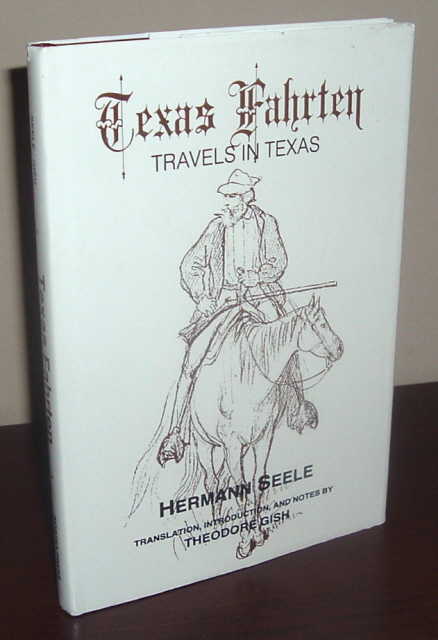 Texas Fahrten
TRAVELS IN TEXAS
HERMANN SEELE
TRANSLATION, INTRODUCTION, AND NOTES BY
THEODORE GISH
Texas Fahrten